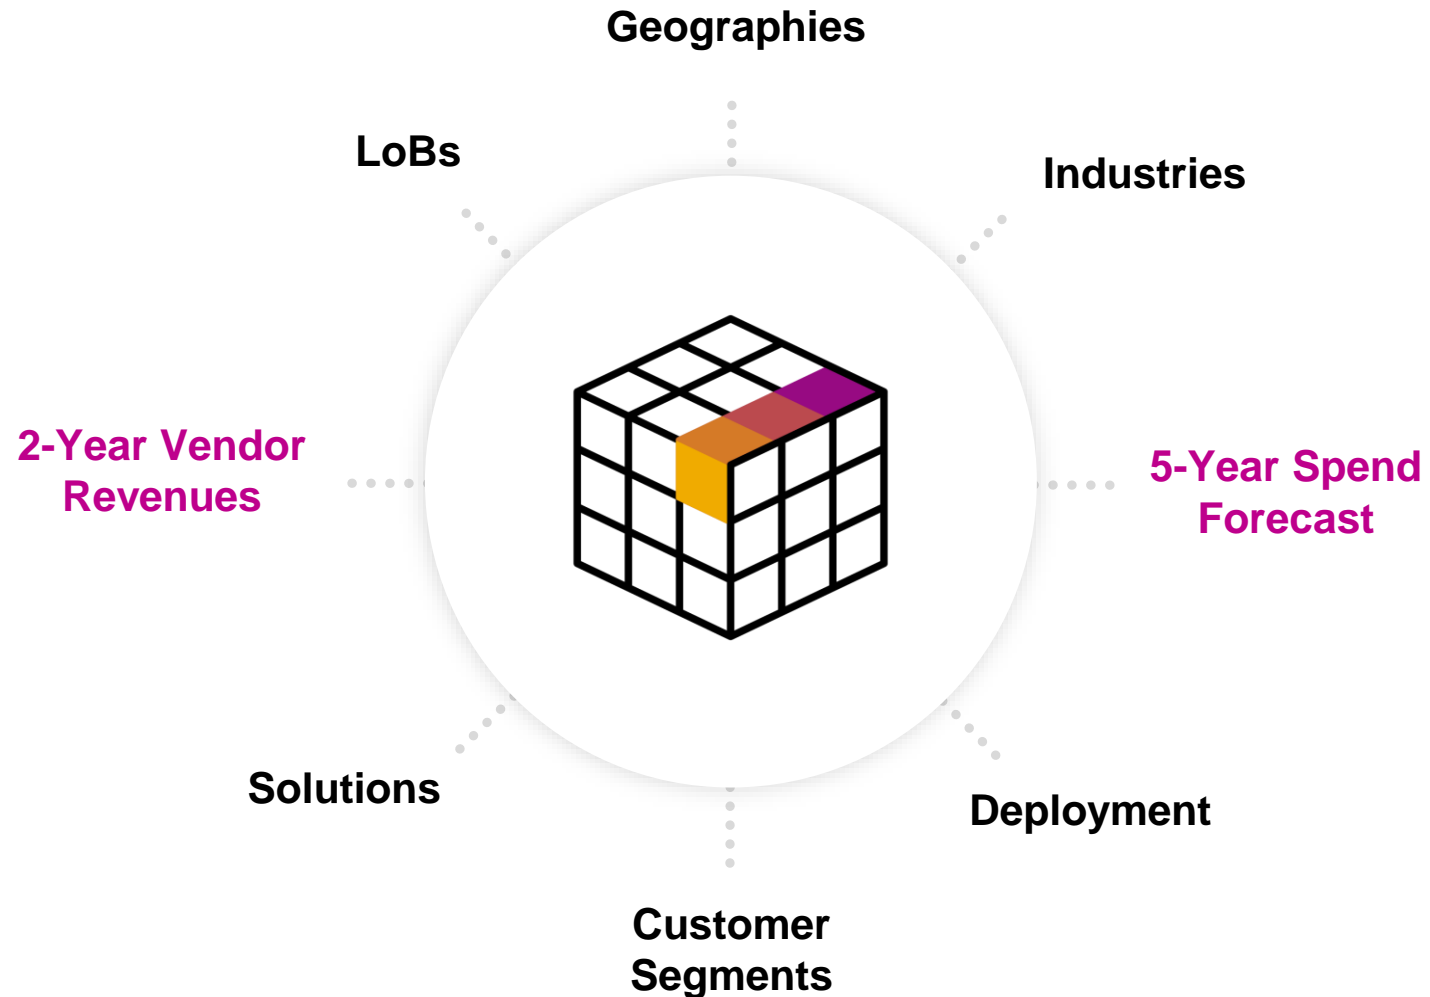 Geographies
LoBs
Industries
2-Year Vendor
Revenues
5-Year Spend
Forecast
Solutions
Deployment
Customer
Segments